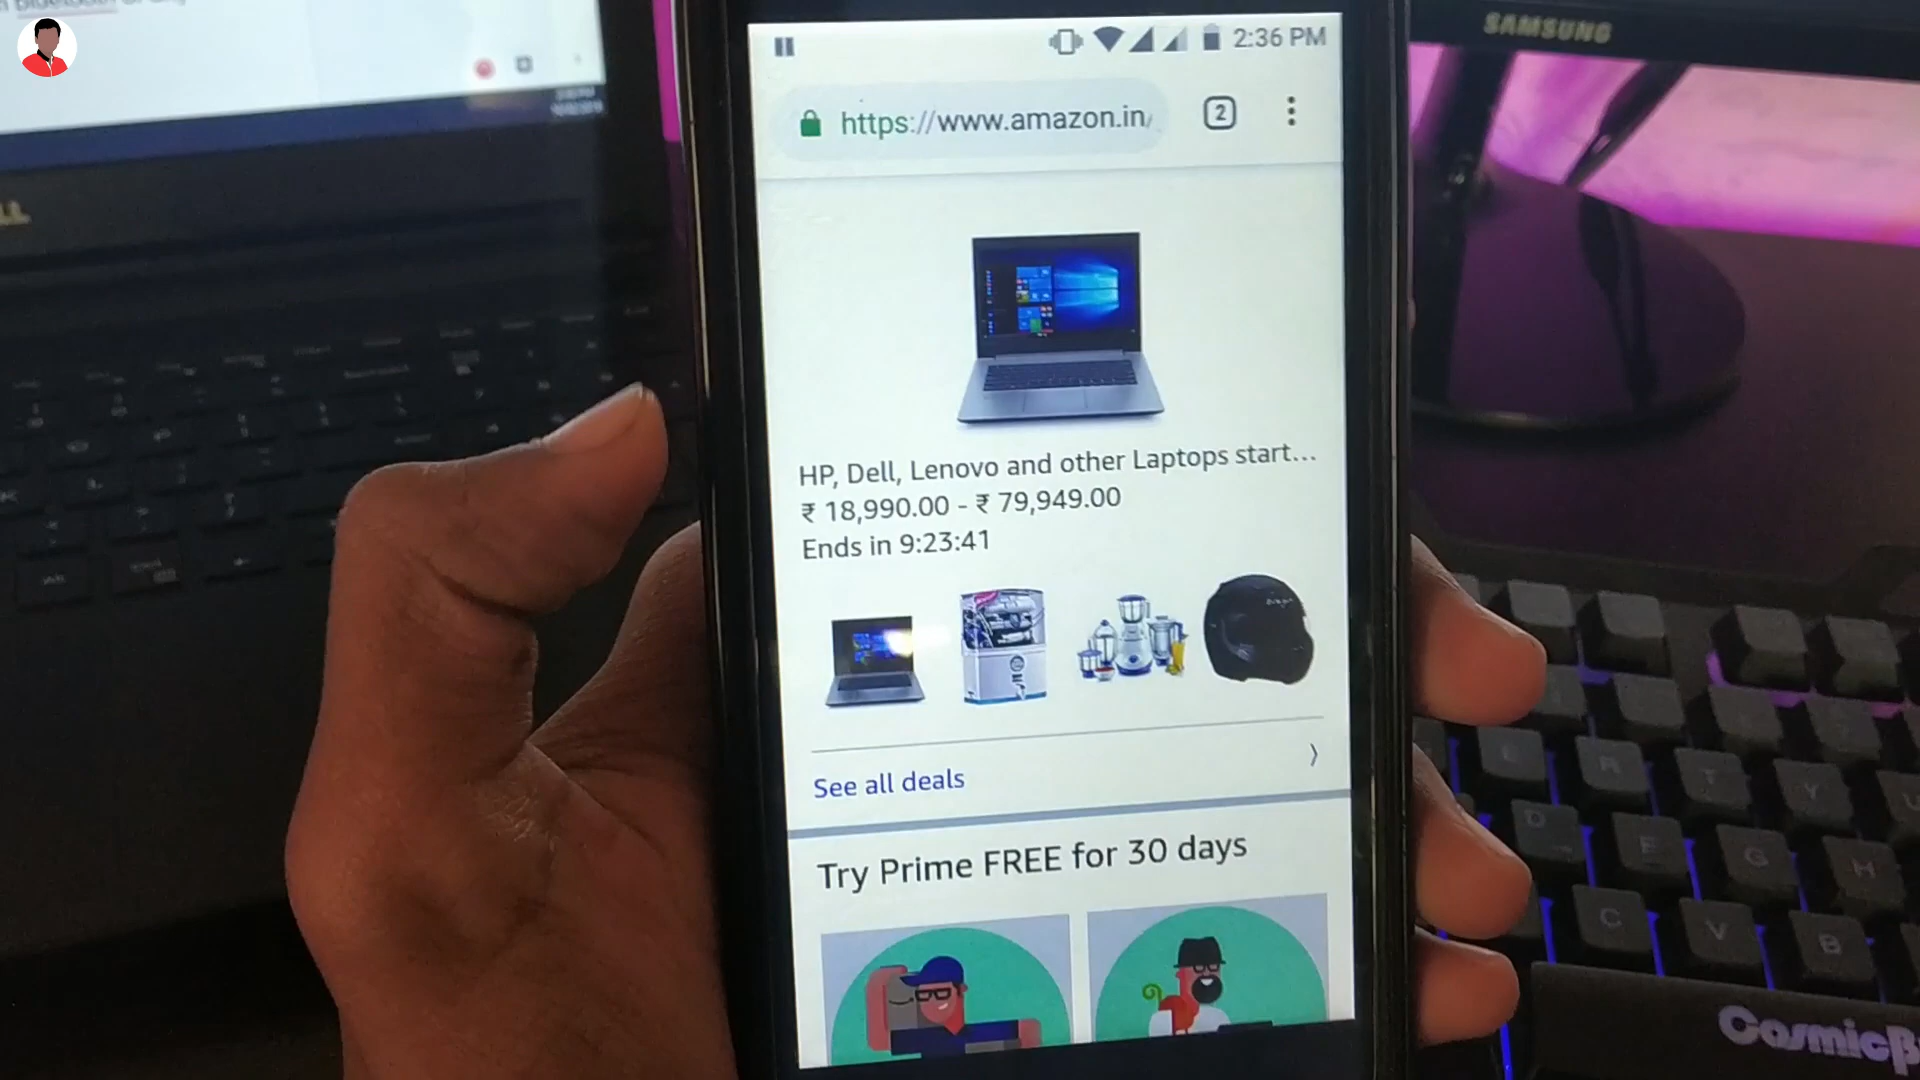 SAMSUNG
2:36 PM
https://www.amazon.in/
2
HP, Dell, Lenovo and other Laptops start...
₹ 18,990.00 - ₹ 79,949.00
Ends in 9:23:41
See all deals
Try Prime FREE for 30 days
E R T Y U
D F G H
C V B
CosmicB